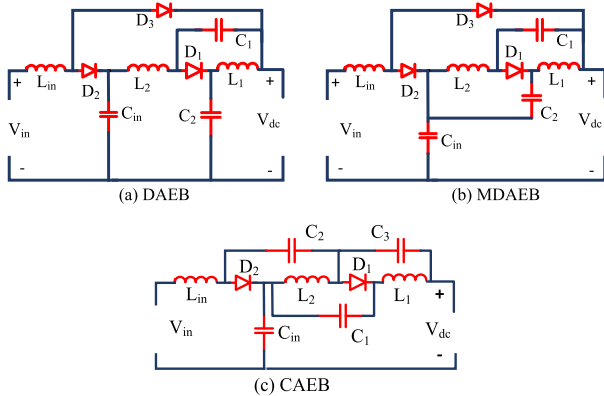 D3
C1
D1
+
Lin
D2
L2
L1
+
Vin
Cin
C2
Vdc
-
-
(a) DAEB
D3
C1
D1
+
Lin
D2
L2
L1
+
C2
Vin
Cin
Vdc
-
-
(b) MDAEB
C2
C3
D2
D1
Lin
L2
L1
+
Vin
Cin
C1
Vdc
-
(c) CAEB